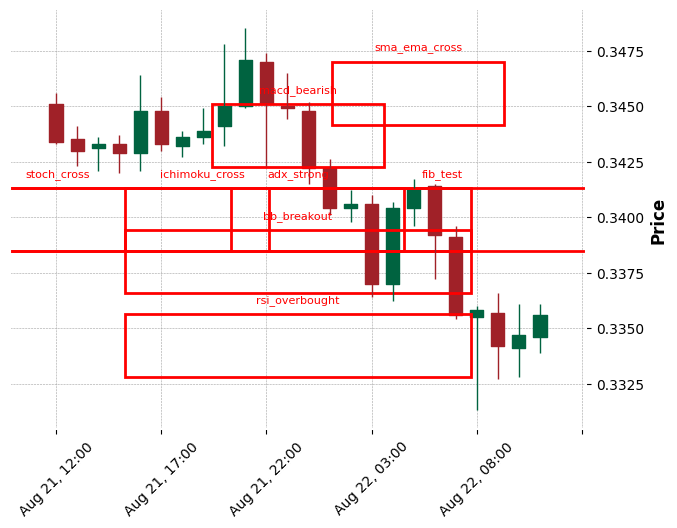 sma_ema_cross
macd_bearish
stoch_cross
ichimoku_cross
adx_strong
fib_test
bb_breakout
rsi_overbought
0.3475
0.3450
0.3425
0.3400
0.3375
0.3350
0.3325
Price
Aug 21, 12:00
Aug 21, 17:00
Aug 21, 22:00
Aug 22, 03:00
Aug 22, 08:00